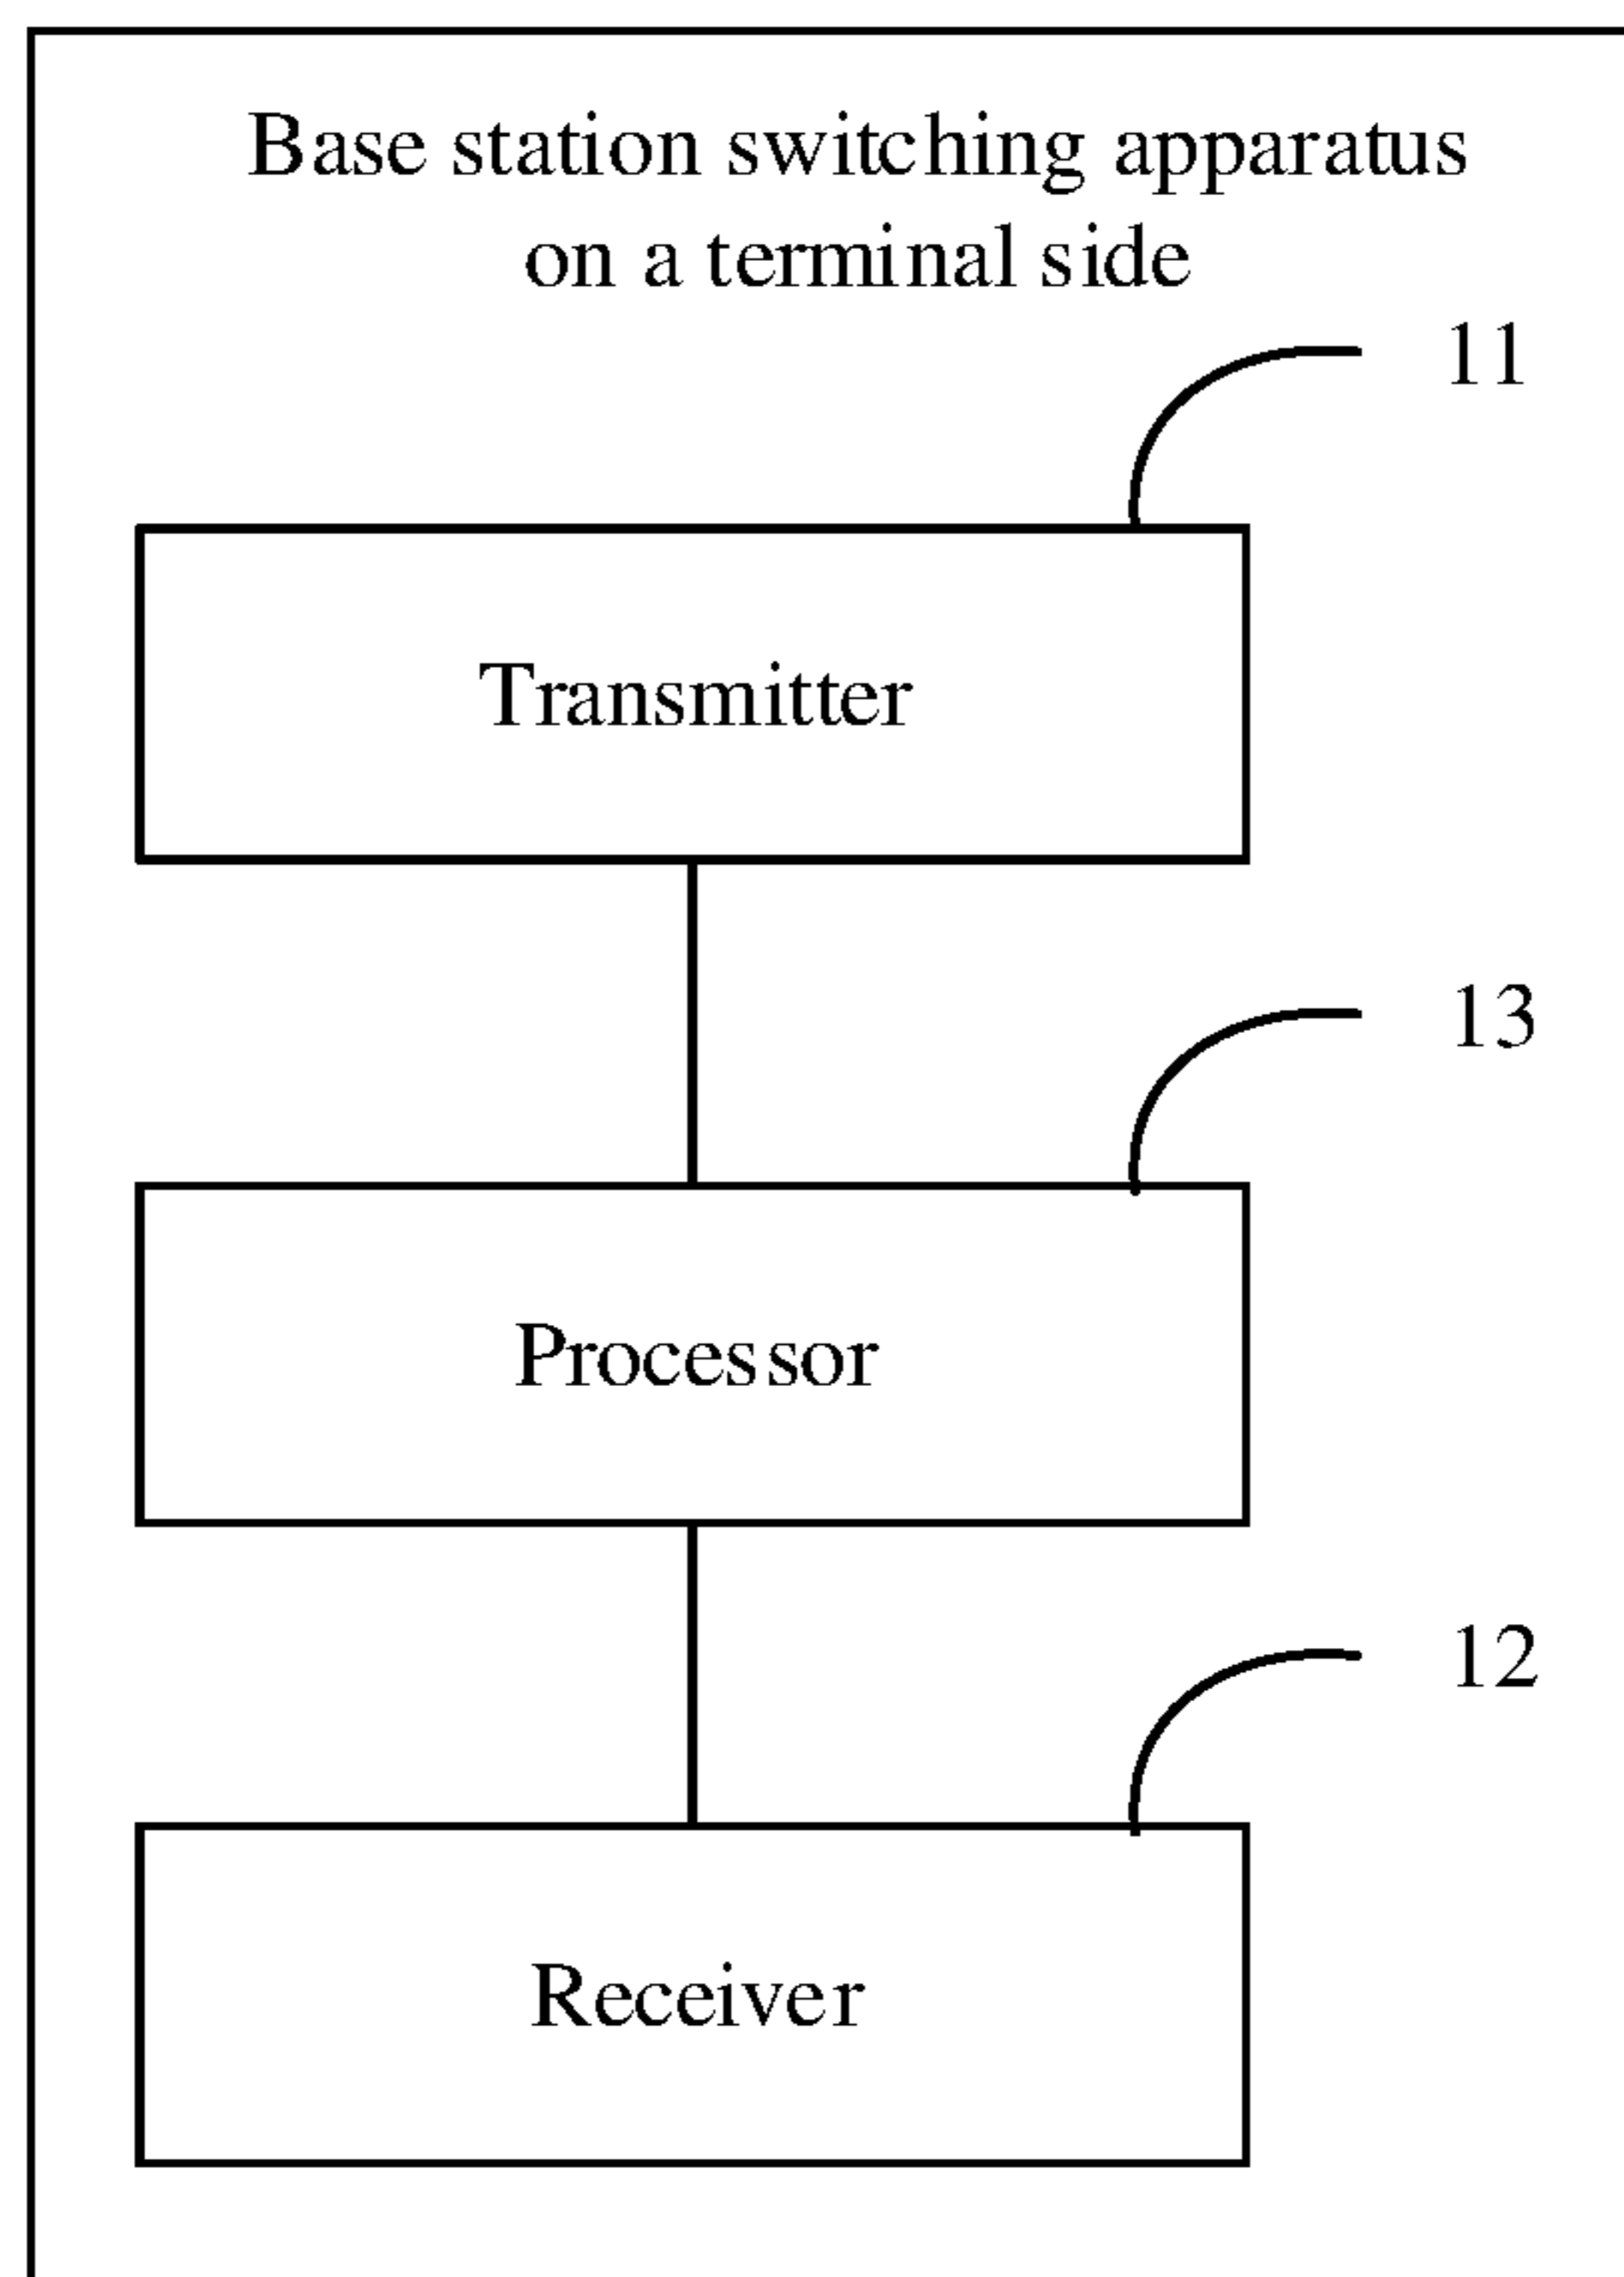 Base station switching apparatus
on a terminal side
11
Transmitter
13
Processor
12
Receiver